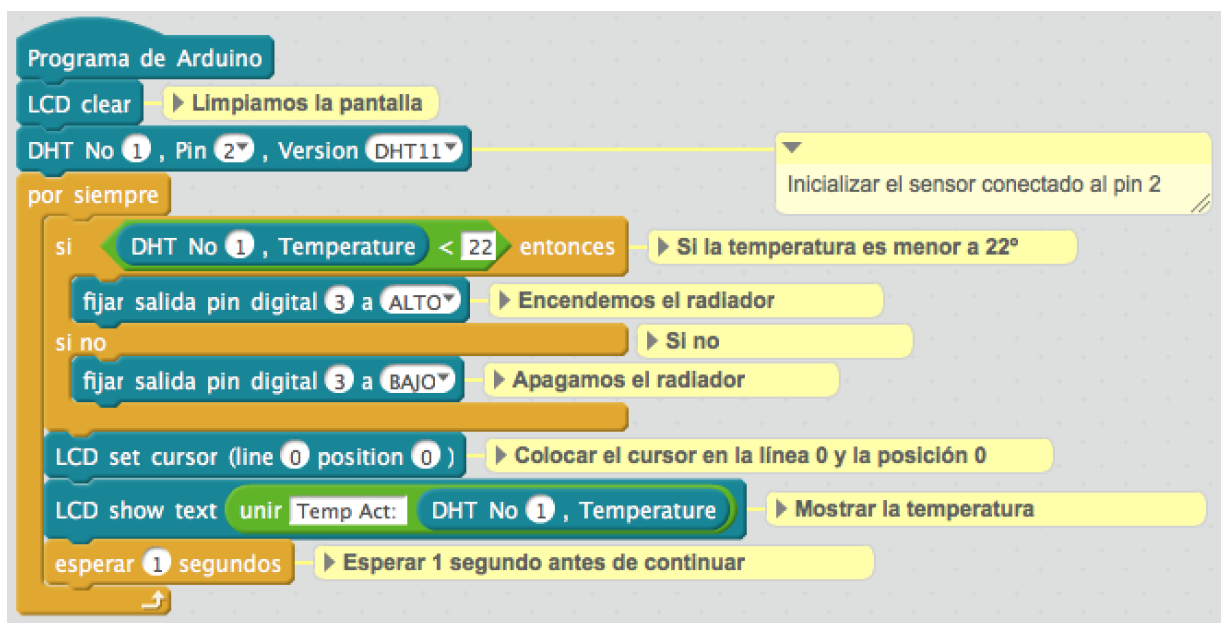 Programa de Arduino
LCD clear Limpiamos la pantalla
DHT No 1 , Pin 2 , Version DHT11
Inicializar el sensor conectado al pin 2
por siempre
si DHT No 1 , Temperature < 22 entonces Si la temperatura es menor a 22º
fijar salida pin digital 3 a ALTO Encendemos el radiador
si no Si no
fijar salida pin digital 3 a BAJO Apagamos el radiador
LCD set cursor (line 0 position 0 ) Colocar el cursor en la línea 0 y la posición 0
LCD show text unir Temp Act: DHT No 1 , Temperature Mostrar la temperatura
esperar 1 segundos Esperar 1 segundo antes de continuar